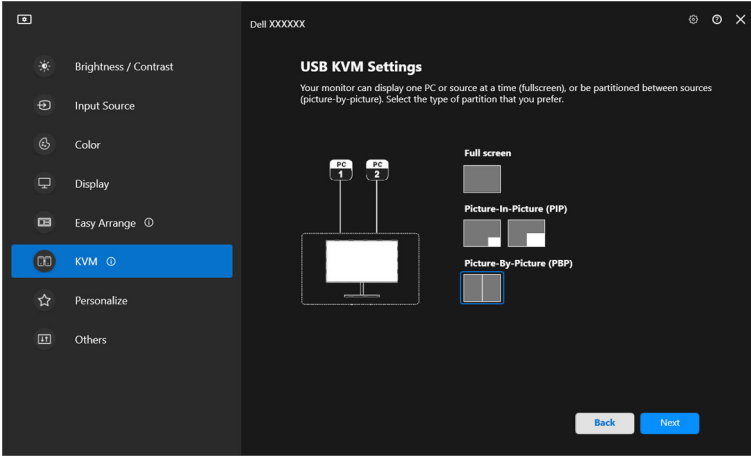 Dell XXXXXX
Brightness / Contrast
Input Source
Color
Display
Easy Arrange
KVM
Personalize
Others
USB KVM Settings
Your monitor can display one PC or source at a time (fullscreen), or be partitioned between sources
(picture-by-picture). Select the type of partition that you prefer.
PC PC
1 2
Full screen
Picture-In-Picture (PIP)
Picture-By-Picture (PBP)
Back Next